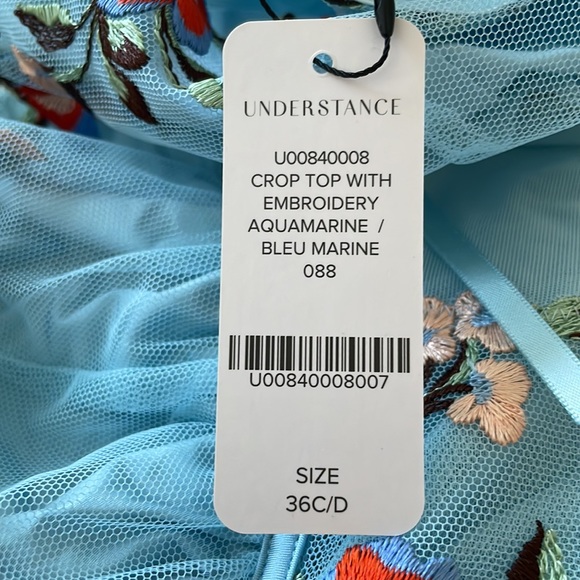 UNDERSTANCE
U00840008
CROP TOP WITH
EMBROIDERY
AQUAMARINE /
BLEU MARINE
088
U00840008007
SIZE
36C/D